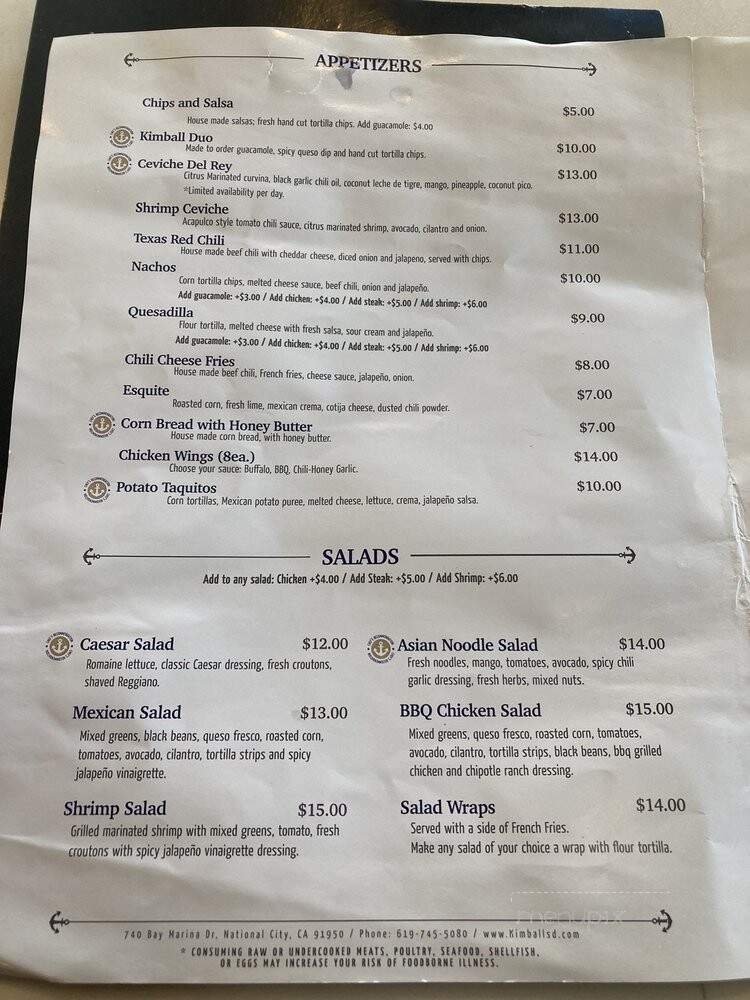 APPETIZERS
Chips and Salsa $5.00
House made salsas; fresh hand cut tortilla chips. Add guacamole: $4.00
Kimball Duo $10.00
Made to order guacamole, spicy queso dip and hand cut tortilla chips.
Ceviche Del Rey $13.00
Citrus Marinated curvina, black garlic chili oil, coconut leche de tigre, mango, pineapple, coconut pico.
*Limited availability per day.
Shrimp Ceviche $13.00
Acapulco style tomato chili sauce, citrus marinated shrimp, avocado, cilantro and onion.
Texas Red Chili $11.00
House made beef chili with cheddar cheese, diced onion and jalapeno, served with chips.
Nachos $10.00
Corn tortilla chips, melted cheese sauce, beef chili, onion and jalapeño.
Add guacamole: +$3.00 / Add chicken: +$4.00 / Add steak: +$5.00 / Add shrimp: +$6.00
Quesadilla $9.00
Flour tortilla, melted cheese with fresh salsa, sour cream and jalapeño.
Add guacamole: +$3.00 / Add chicken: +$4.00 / Add steak: +$5.00 / Add shrimp: +$6.00
Chili Cheese Fries $8.00
House made beef chili, French fries, cheese sauce, jalapeño, onion.
Esquite $7.00
Roasted corn, fresh lime, mexican crema, cotija cheese, dusted chili powder.
Corn Bread with Honey Butter $7.00
House made corn bread, with honey butter.
Chicken Wings (8ea.) $14.00
Choose your sauce: Buffalo, BBQ, Chili-Honey Garlic.
Potato Taquitos $10.00
Corn tortillas, Mexican potato puree, melted cheese, lettuce, crema, jalapeño salsa.
SALADS
Add to any salad: Chicken +$4.00 / Add Steak: +$5.00 / Add Shrimp: +$6.00
Caesar Salad $12.00
Romaine lettuce, classic Caesar dressing, fresh croutons,
shaved Reggiano.
Mexican Salad $13.00
Mixed greens, black beans, queso fresco, roasted corn,
tomatoes, avocado, cilantro, tortilla strips and spicy
jalapeño vinaigrette.
Shrimp Salad $15.00
Grilled marinated shrimp with mixed greens, tomato, fresh
croutons with spicy jalapeño vinaigrette dressing.
Asian Noodle Salad $14.00
Fresh noodles, mango, tomatoes, avocado, spicy chili
garlic dressing, fresh herbs, mixed nuts.
BBQ Chicken Salad $15.00
Mixed greens, queso fresco, roasted corn, tomatoes,
avocado, cilantro, tortilla strips, black beans, bbq grilled
chicken and chipotle ranch dressing.
Salad Wraps $14.00
Served with a side of French Fries.
Make any salad of your choice a wrap with flour tortilla.
menupix
740 Bay Marina Dr, National City, CA 91950 / Phone: 619-745-5080 / www.Kimballsd.com
* CONSUMING RAW OR UNDERCOOKED MEATS, POULTRY, SEAFOOD, SHELLFISH,
OR EGGS MAY INCREASE YOUR RISK OF FOODBORNE ILLNESS.